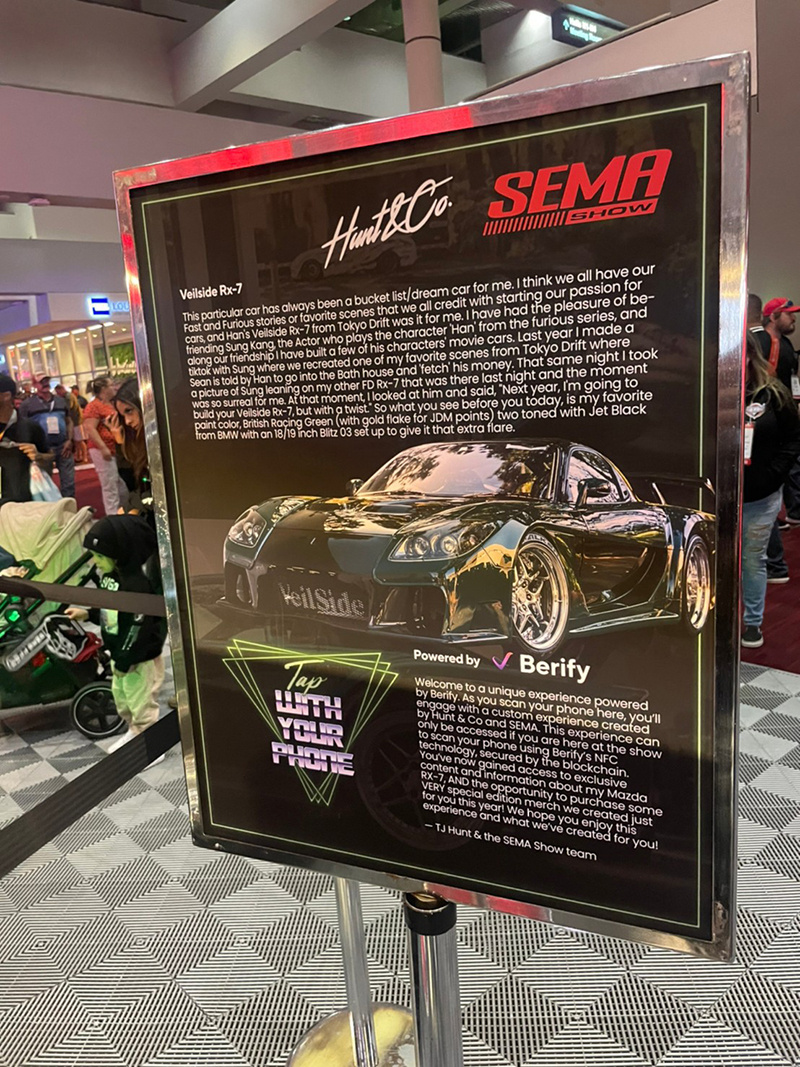 Hunt & Co.
SEMA
SHOW
Veilside Rx-7
This particular car has always been a bucket list/dream car for me. I think we all have our
Fast and Furious stories or favorite scenes that we all credit with starting our passion for
cars, and Han's Veilside Rx-7 from Tokyo Drift was it for me. I have had the pleasure of be-
friending Sung Kang, the Actor who plays the character 'Han' from the furious series, and
along our friendship I have built a few of his characters' movie cars. Last year I made a
tiktok with Sung where we recreated one of my favorite scenes from Tokyo Drift where
Sean is told by Han to go into the Bath house and 'fetch' his money. That same night I took
a picture of Sung leaning on my other FD Rx-7 that was there last night and the moment
was so surreal for me. At that moment, I looked at him and said, "Next year, I'm going to
build your Veilside Rx-7, but with a twist." So what you see before you today, is my favorite
paint color, British Racing Green (with gold flake for JDM points) two toned with Jet Black
from BMW with an 18/19 inch Blitz 03 set up to give it that extra flare.
VeilSide
Tap
WITH
YOUR
PHONE
Powered by Berify
Welcome to a unique experience powered
by Berify. As you scan your phone here, you'll
engage with a custom experience created
by Hunt & Co and SEMA. This experience can
only be accessed if you are here at the show
to scan your phone using Berify's NFC
technology, secured by the blockchain.
You've now gained access to exclusive
content and information about my Mazda
RX-7, AND the opportunity to purchase some
VERY special edition merch we created just
for you this year! We hope you enjoy this
experience and what we've created for you!
— TJ Hunt & the SEMA Show team